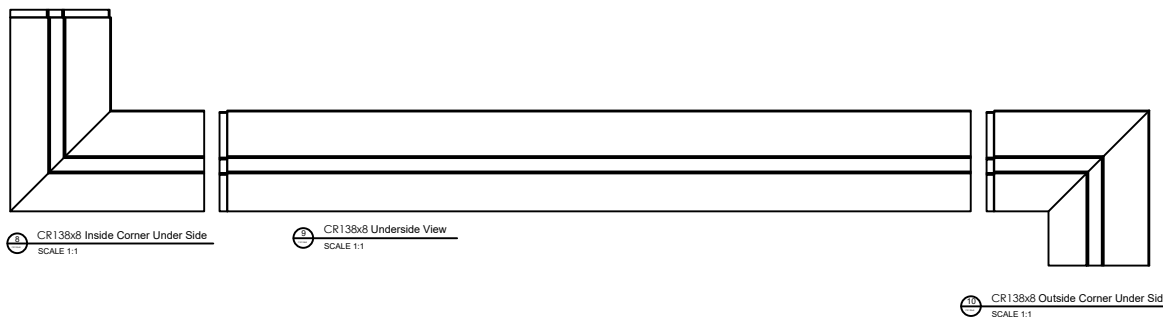 8
CR138x8 Inside Corner Under Side
SCALE 1:1
9
CR138x8 Underside View
SCALE 1:1
10
CR138x8 Outside Corner Under Sid
SCALE 1:1